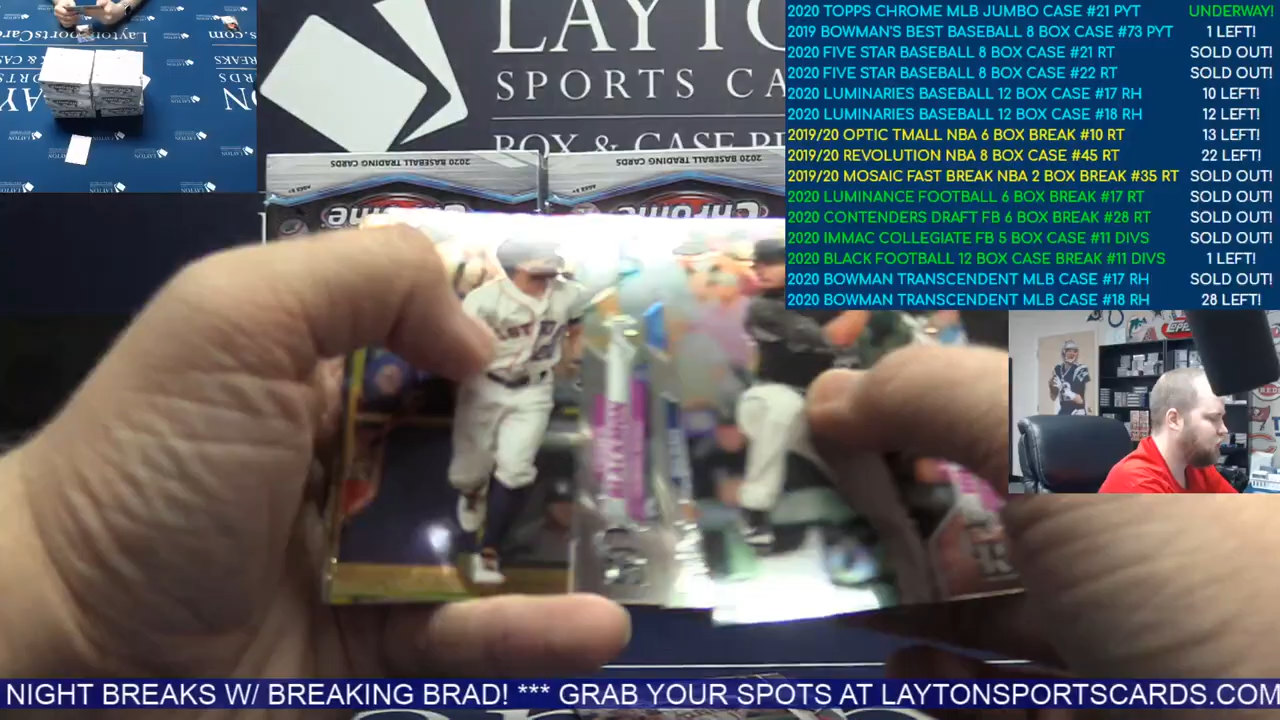 2020 TOPPS CHROME MLB JUMBO CASE #21 PYT UNDERWAY!
2019 BOWMAN'S BEST BASEBALL 8 BOX CASE #73 PYT 1 LEFT!
2020 FIVE STAR BASEBALL 8 BOX CASE #21 RT SOLD OUT!
2020 FIVE STAR BASEBALL 8 BOX CASE #22 RT SOLD OUT!
2020 LUMINARIES BASEBALL 12 BOX CASE #17 RH 10 LEFT!
2020 LUMINARIES BASEBALL 12 BOX CASE #18 RH 12 LEFT!
2019/20 OPTIC TMALL NBA 6 BOX BREAK #10 RT 13 LEFT!
2019/20 REVOLUTION NBA 8 BOX CASE #45 RT 22 LEFT!
2019/20 MOSAIC FAST BREAK NBA 2 BOX BREAK #35 RT SOLD OUT!
2020 LUMINANCE FOOTBALL 6 BOX BREAK #17 RT SOLD OUT!
2020 CONTENDERS DRAFT FB 6 BOX BREAK #28 RT SOLD OUT!
2020 IMMAC COLLEGIATE FB 5 BOX CASE #11 DIVS SOLD OUT!
2020 BLACK FOOTBALL 12 BOX CASE BREAK #11 DIVS 1 LEFT!
2020 BOWMAN TRANSCENDENT MLB CASE #17 RH SOLD OUT!
2020 BOWMAN TRANSCENDENT MLB CASE #18 RH 28 LEFT!
LAYTO
SPORTS CA
BOX & CASE BR
2020 BASEBALL TRADING CARDS
2020 BASEBALL TRADING CARDS
Chrome
Chrome
NIGHT BREAKS W/ BREAKING BRAD! *** GRAB YOUR SPOTS AT LAYTONSPORTSCARDS.COM